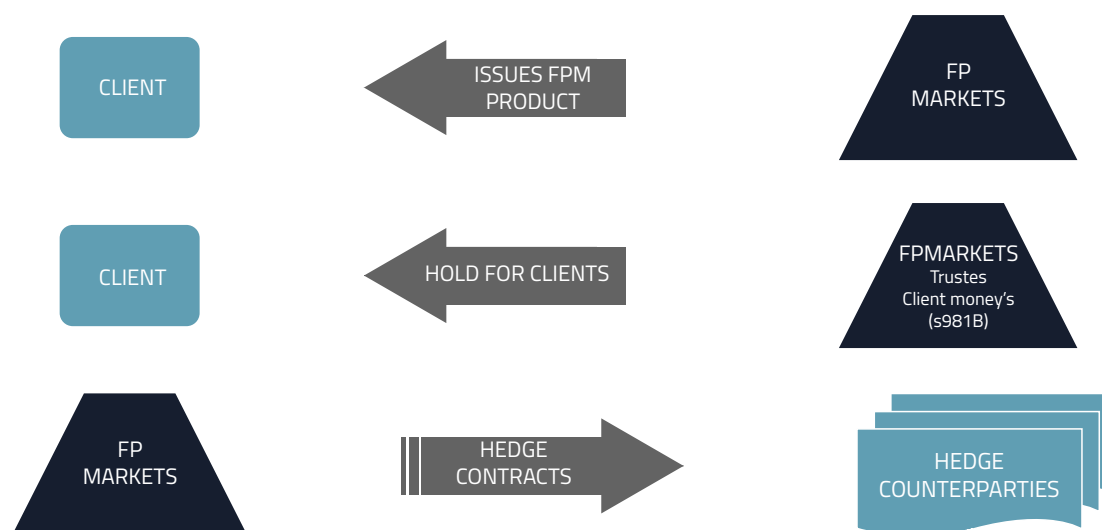 CLIENT
ISSUES FPM
PRODUCT
FP
MARKETS
CLIENT
HOLD FOR CLIENTS
FPMARKETS
Trustes
Client money’s
(s981B)
FP
MARKETS
HEDGE
CONTRACTS
HEDGE
COUNTERPARTIES